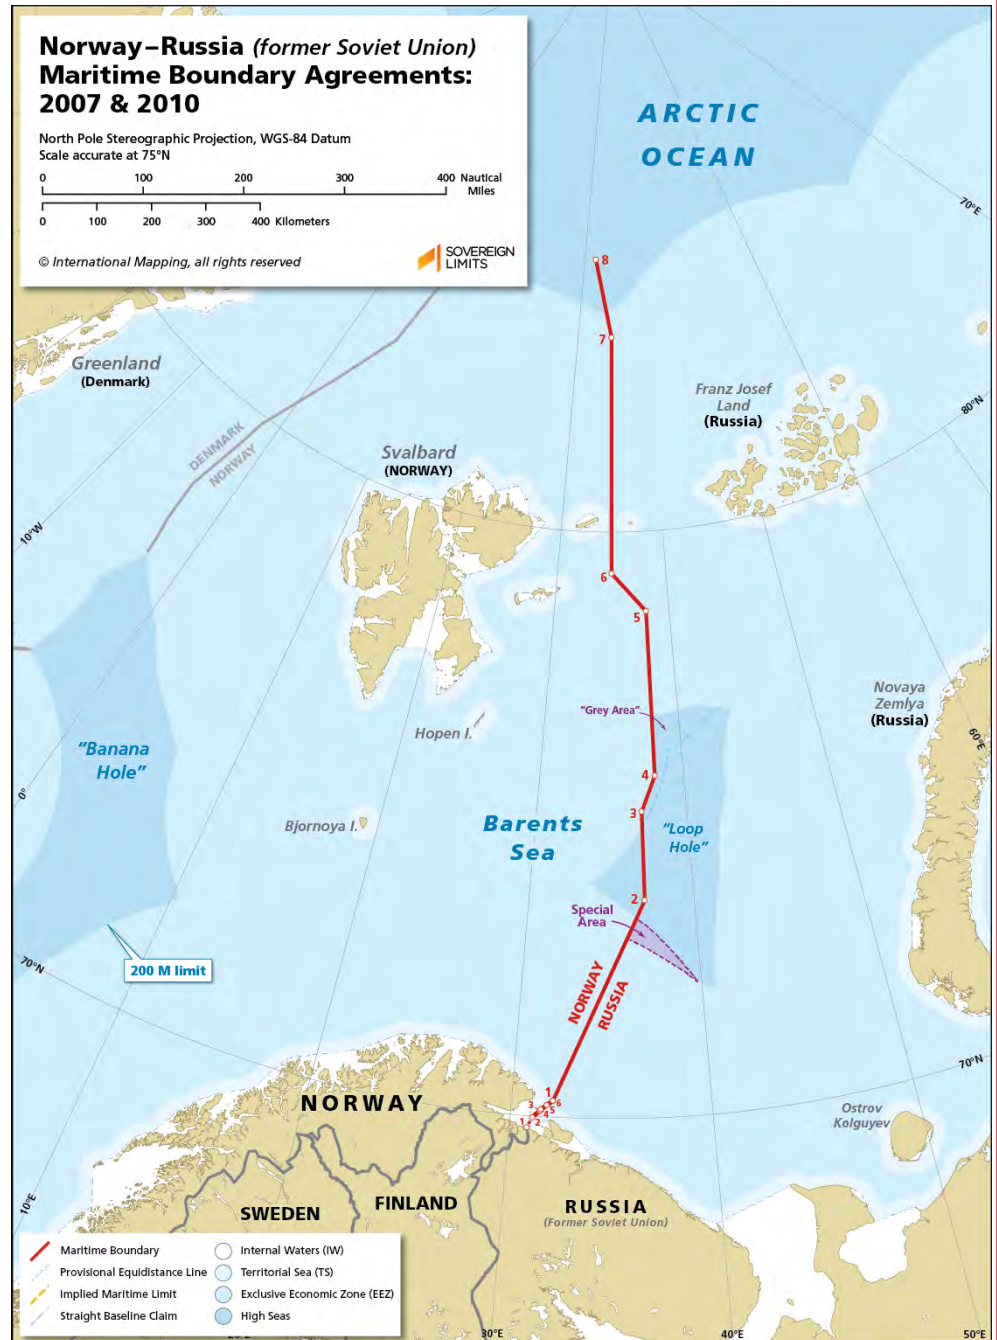 Norway–Russia (former Soviet Union)
Maritime Boundary Agreements:
2007 & 2010
North Pole Stereographic Projection, WGS-84 Datum
Scale accurate at 75°N
0 100 200 300 400 Nautical
Miles
0 100 200 300 400 Kilometers
© International Mapping, all rights reserved
SOVEREIGN
LIMITS
ARCTIC
OCEAN
70°E
8
7
Greenland
(Denmark)
DENMARK
NORWAY
Franz Josef
Land
(Russia)
80°N
Svalbard
(NORWAY)
10°W
6
5
Novaya
Zemlya
(Russia)
60°E
"Grey Area"
Hopen I.
"Banana
Hole"
4
0°
3
Bjornoya I.
Barents
Sea
"Loop
Hole"
2
Special
Area
200 M limit
70°N
NORWAY
RUSSIA
70°N
1
NORWAY
3
6
5
4
1
2
Ostrov
Kolguyev
10°E
SWEDEN
FINLAND
RUSSIA
(Former Soviet Union)
Maritime Boundary
Internal Waters (IW)
Provisional Equidistance Line
Territorial Sea (TS)
Implied Maritime Limit
Exclusive Economic Zone (EEZ)
Straight Baseline Claim
High Seas
30°E
40°E
50°E